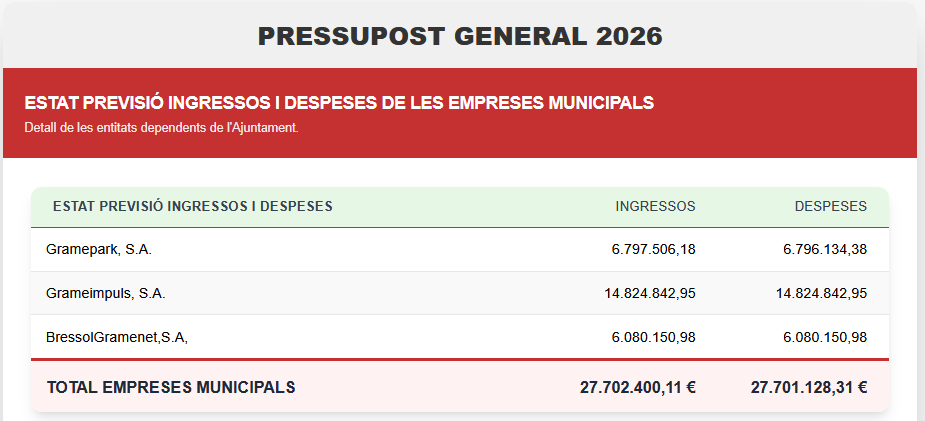 PRESSUPOST GENERAL 2026
ESTAT PREVISIÓ INGRESSOS I DESPESES DE LES EMPRESES MUNICIPALS
Detall de les entitats dependents de l'Ajuntament.
ESTAT PREVISIÓ INGRESSOS I DESPESES INGRESSOS DESPESES
Gramepark, S.A. 6.797.506,18 6.796.134,38
Grameimpuls, S.A. 14.824.842,95 14.824.842,95
BressolGramenet,S.A, 6.080.150,98 6.080.150,98
TOTAL EMPRESES MUNICIPALS 27.702.400,11 € 27.701.128,31 €